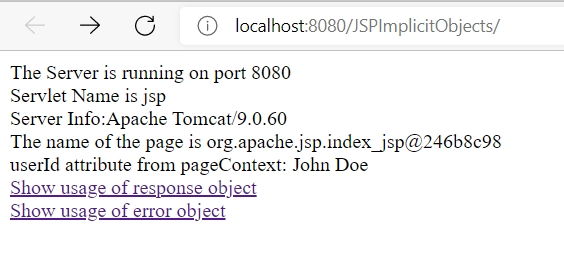 localhost:8080/JSPImplicitObjects/
The Server is running on port 8080
Servlet Name is jsp
Server Info:Apache Tomcat/9.0.60
The name of the page is org.apache.jsp.index_jsp@246b8c98
userId attribute from pageContext: John Doe
Show usage of response object
Show usage of error object